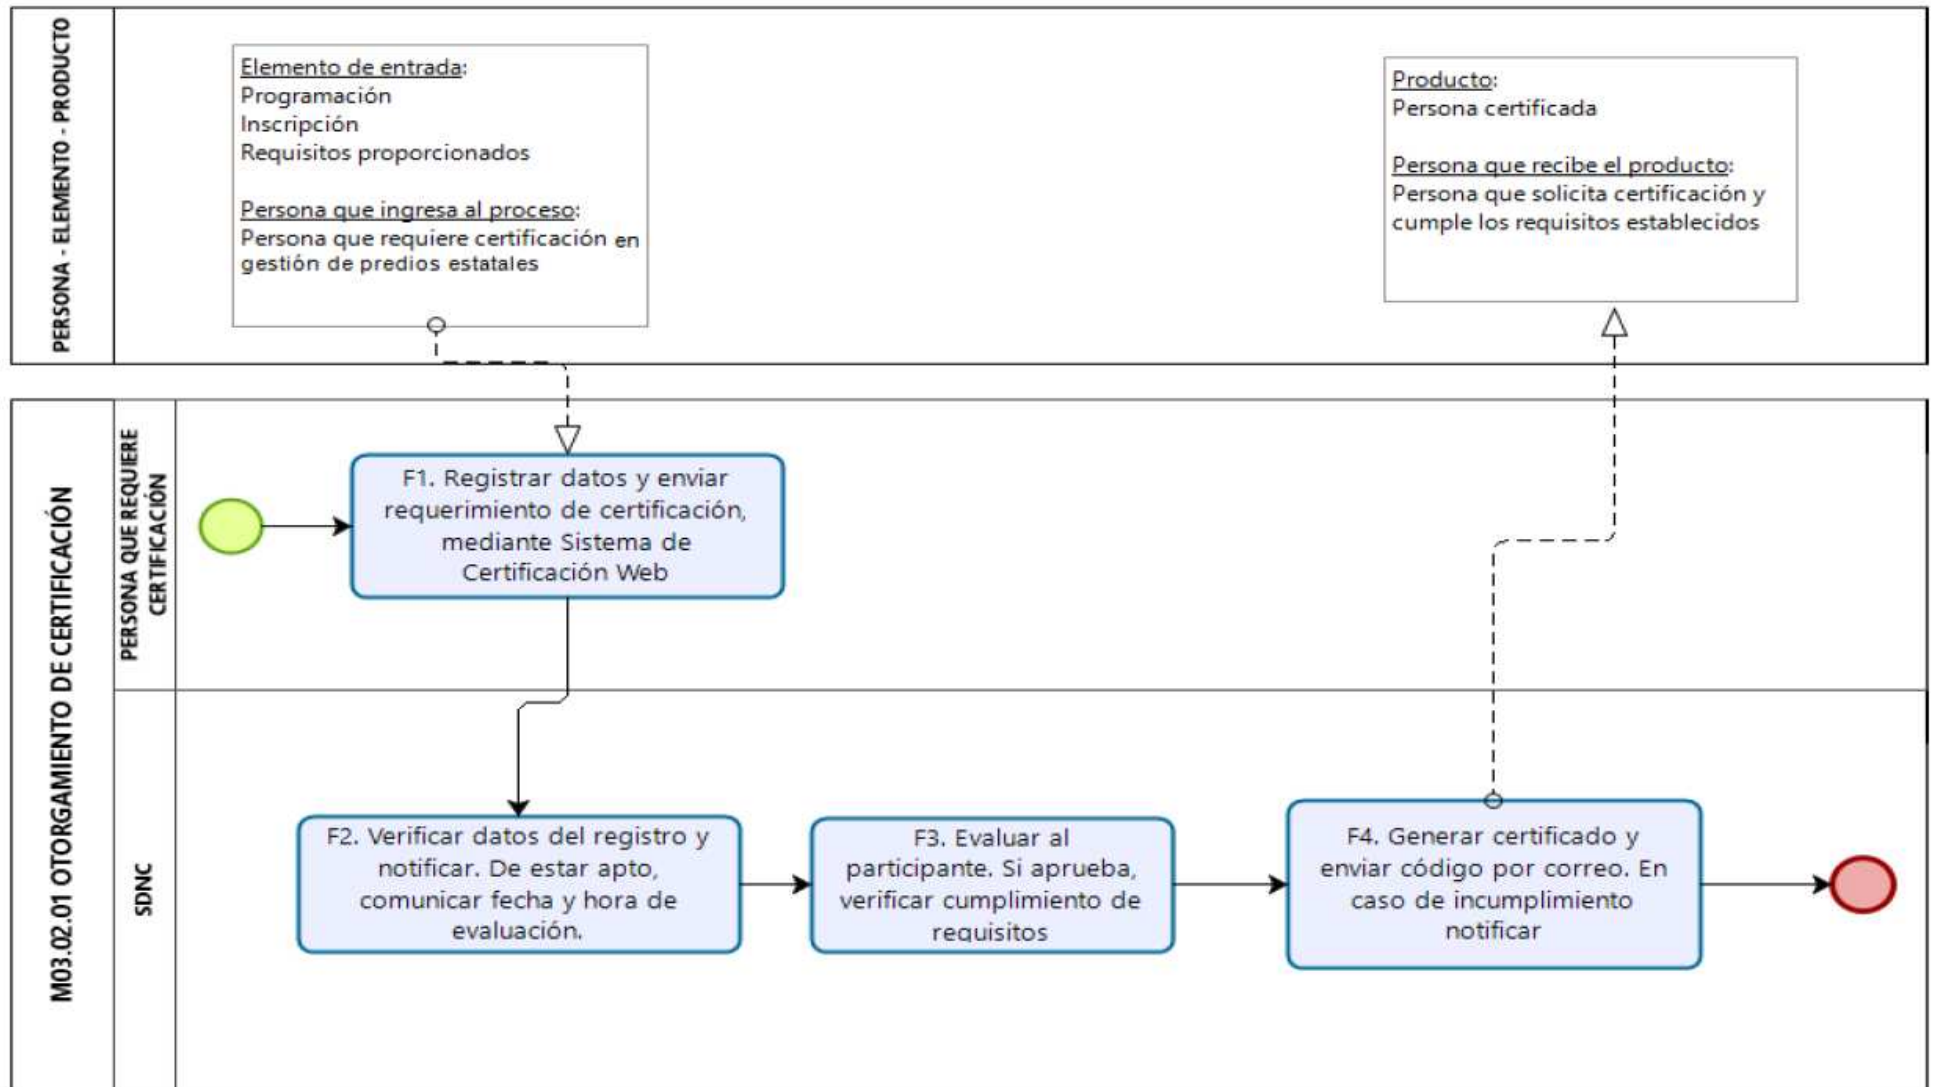 PERSONA - ELEMENTO - PRODUCTO
Elemento de entrada:
Programación
Inscripción
Requisitos proporcionados
Persona que ingresa al proceso:
Persona que requiere certificación en
gestión de predios estatales
Producto:
Persona certificada
Persona que recibe el producto:
Persona que solicita certificación y
cumple los requisitos establecidos
M03.02.01 OTORGAMIENTO DE CERTIFICACIÓN
PERSONA QUE REQUIERE
CERTIFICACIÓN
F1. Registrar datos y enviar
requerimiento de certificación,
mediante Sistema de
Certificación Web
SDNC
F2. Verificar datos del registro y
notificar. De estar apto,
comunicar fecha y hora de
evaluación.
F3. Evaluar al
participante. Si aprueba,
verificar cumplimiento de
requisitos
F4. Generar certificado y
enviar código por correo. En
caso de incumplimiento
notificar